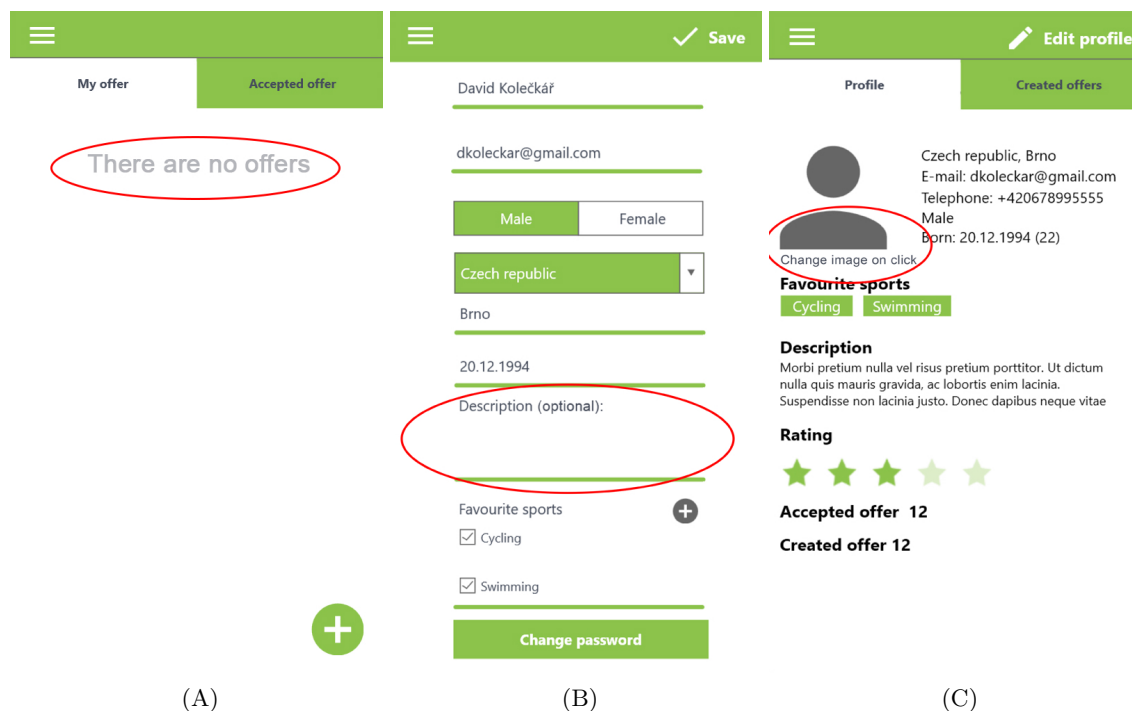 My offer
Accepted offer
There are no offers
(A)
Save
David Kolečkář
dkoleckar@gmail.com
Male
Female
Czech republic
Brno
20.12.1994
Description (optional):
Favourite sports
Cycling
Swimming
Change password
(B)
Edit profile
Profile
Created offers
Czech republic, Brno
E-mail: dkoleckar@gmail.com
Telephone: +420678995555
Male
Born: 20.12.1994 (22)
Change image on click
Favourite sports
Cycling
Swimming
Description
Morbi pretium nulla vel risus pretium porttitor. Ut dictum
nulla quis mauris gravida, ac lobortis enim lacinia.
Suspendisse non lacinia justo. Donec dapibus neque vitae
Rating
Accepted offer 12
Created offer 12
(C)